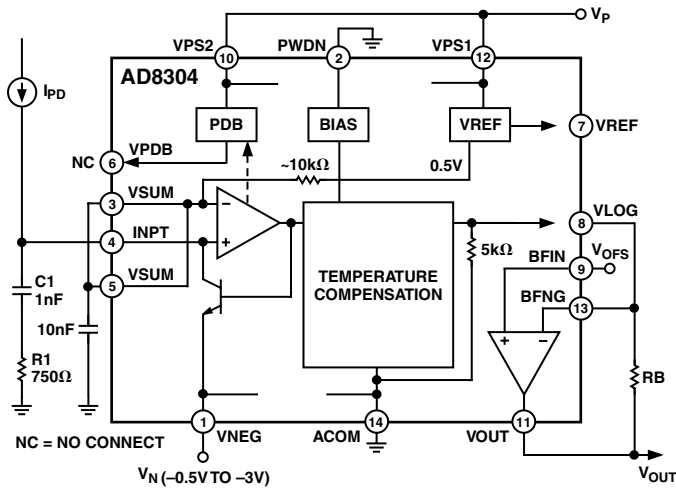 V_P
VPS2
PWDN
VPS1
10
2
12
AD8304
I_PD
PDB
BIAS
VREF
7
VREF
VPDB
NC
6
~10kΩ
0.5V
VSUM
3
−
VLOG
INPT
4
+
8
5kΩ
V_OFS
BFIN
9
C1
1nF
VSUM
5
TEMPERATURE
COMPENSATION
BFNG
13
10nF
+
−
R1
750Ω
RB
1
14
11
NC = NO CONNECT
VNEG
ACOM
VOUT
V_N (–0.5V TO –3V)
V_OUT